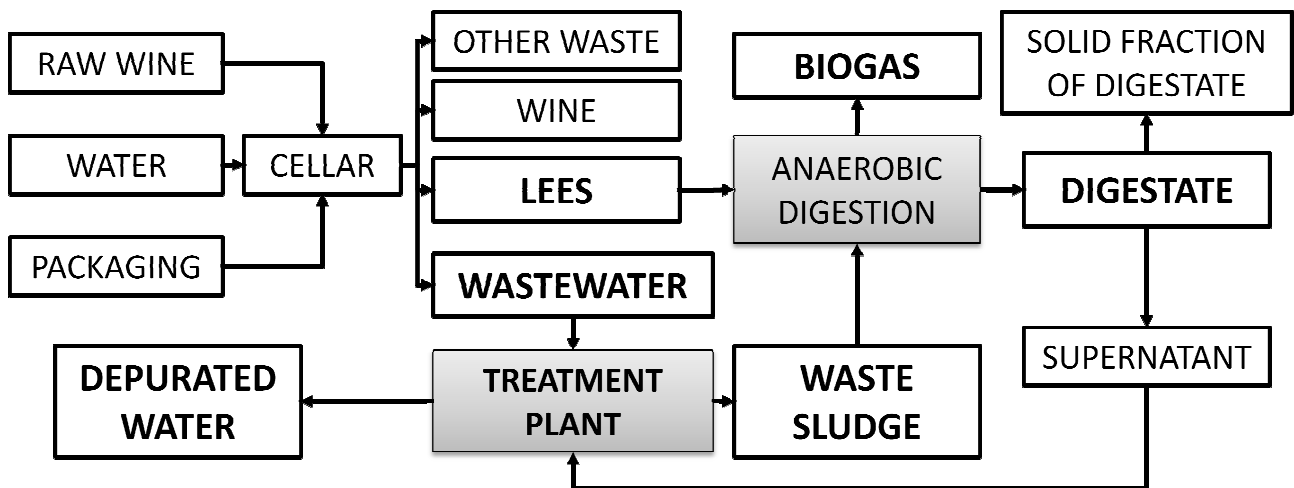 RAW WINE
WATER
PACKAGING
CELLAR
OTHER WASTE
WINE
LEES
WASTEWATER
BIOGAS
ANAEROBIC
DIGESTION
SOLID FRACTION
OF DIGESTATE
DIGESTATE
SUPERNATANT
DEPURATED
WATER
TREATMENT
PLANT
WASTE
SLUDGE